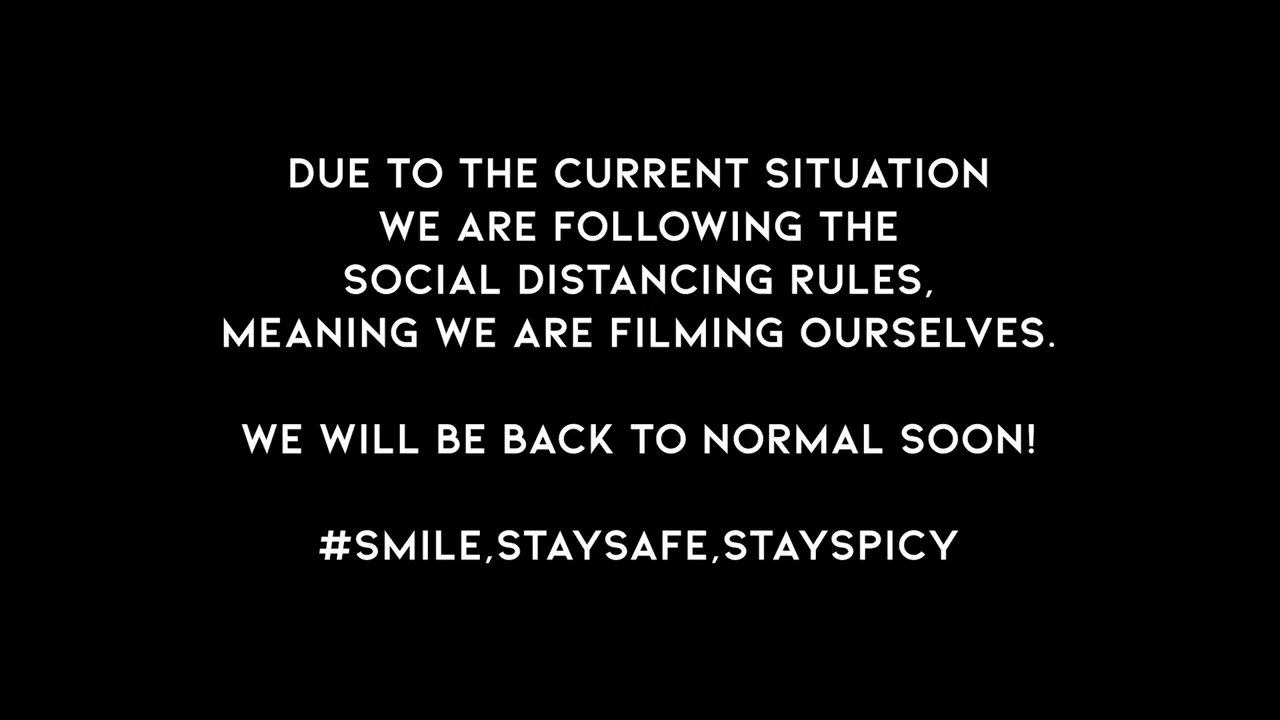 DUE TO THE CURRENT SITUATION
WE ARE FOLLOWING THE
SOCIAL DISTANCING RULES,
MEANING WE ARE FILMING OURSELVES.
WE WILL BE BACK TO NORMAL SOON!
#SMILE,STAYSAFE,STAYSPICY